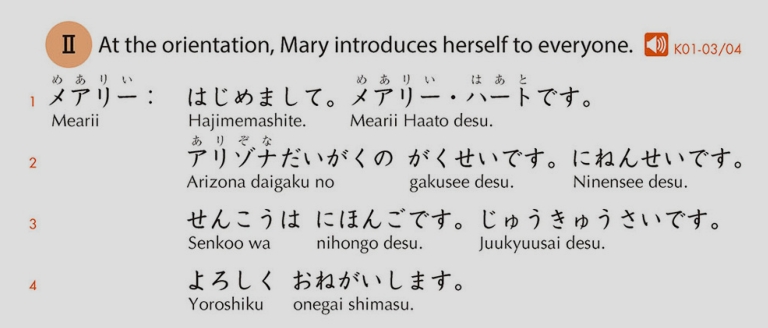 II At the orientation, Mary introduces herself to everyone. K01-03/04
めありい めありい はあと
1 メアリー： はじめまして。メアリー・ハートです。
Mearii Hajimemashite. Mearii Haato desu.
ありぞな
2 アリゾナだいがくの がくせいです。にねんせいです。
Arizona daigaku no gakusee desu. Ninensee desu.
3 せんこうは にほんごです。じゅうきゅうさいです。
Senkoo wa nihongo desu. Juukyuusai desu.
4 よろしく おねがいします。
Yoroshiku onegai shimasu.